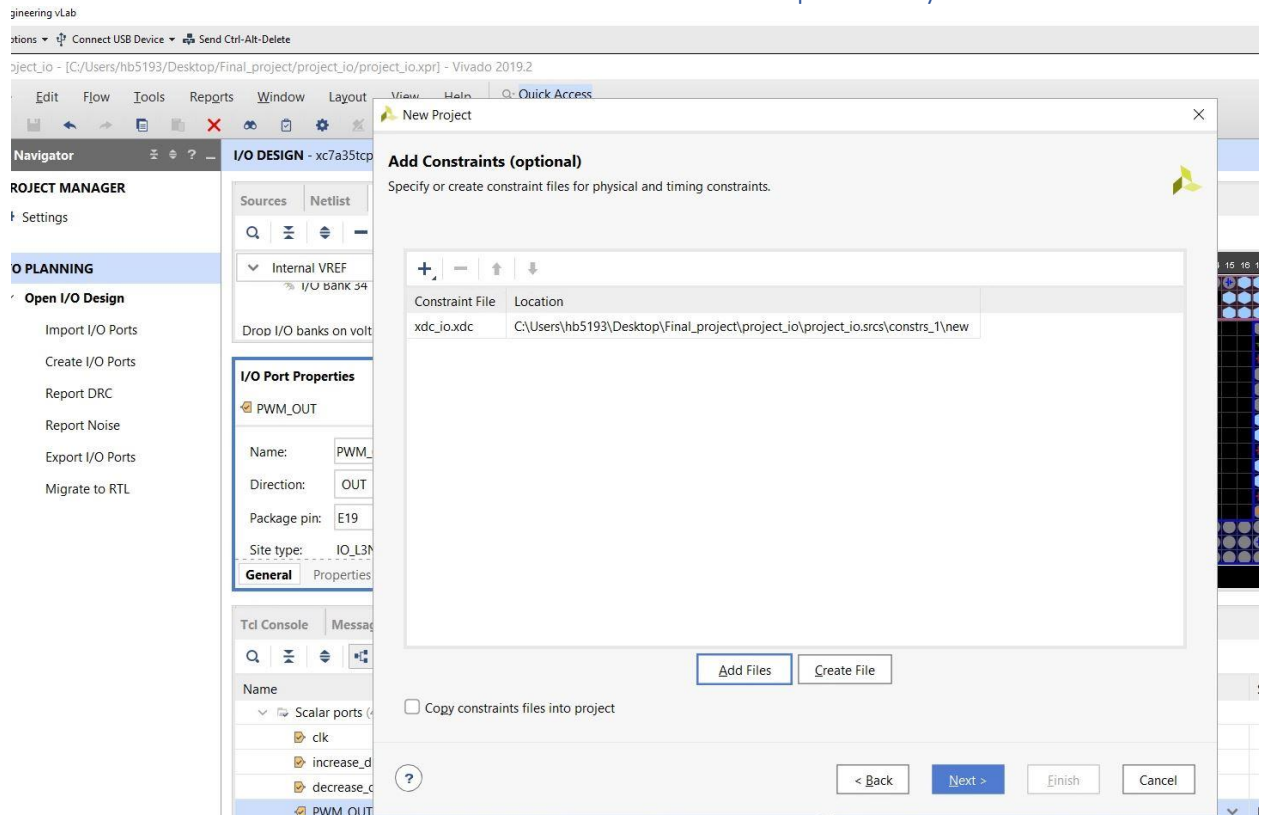 gineering vLab
Connect USB Device Send Ctrl-Alt-Delete
oject_io - [C:/Users/hb5193/Desktop/Final_project/project_io/project_io.xpr] - Vivado 2019.2
Edit Flow Tools Reports Window Layout View Help Quick Access
New Project
Navigator ? _ I/O DESIGN - xc7a35tcp
Add Constraints (optional)
Specify or create constraint files for physical and timing constraints.
ROJECT MANAGER
Settings
Sources Netlist
O PLANNING
Open I/O Design
Import I/O Ports
Create I/O Ports
Report DRC
Report Noise
Export I/O Ports
Migrate to RTL
Internal VREF
I/O Bank 34
Drop I/O banks on volt
I/O Port Properties
PWM_OUT
Name: PWM_
Direction: OUT
Package pin: E19
Site type: IO_L3N
General Properties
Constraint File Location
xdc_io.xdc C:\Users\hb5193\Desktop\Final_project\project_io\project_io.srcs\constrs_1\new
15 16 1
Tcl Console Messag
Name
Scalar ports (
clk
increase_d
decrease_d
PWM_OUT
Add Files Create File
Copy constraints files into project
? < Back Next > Finish Cancel